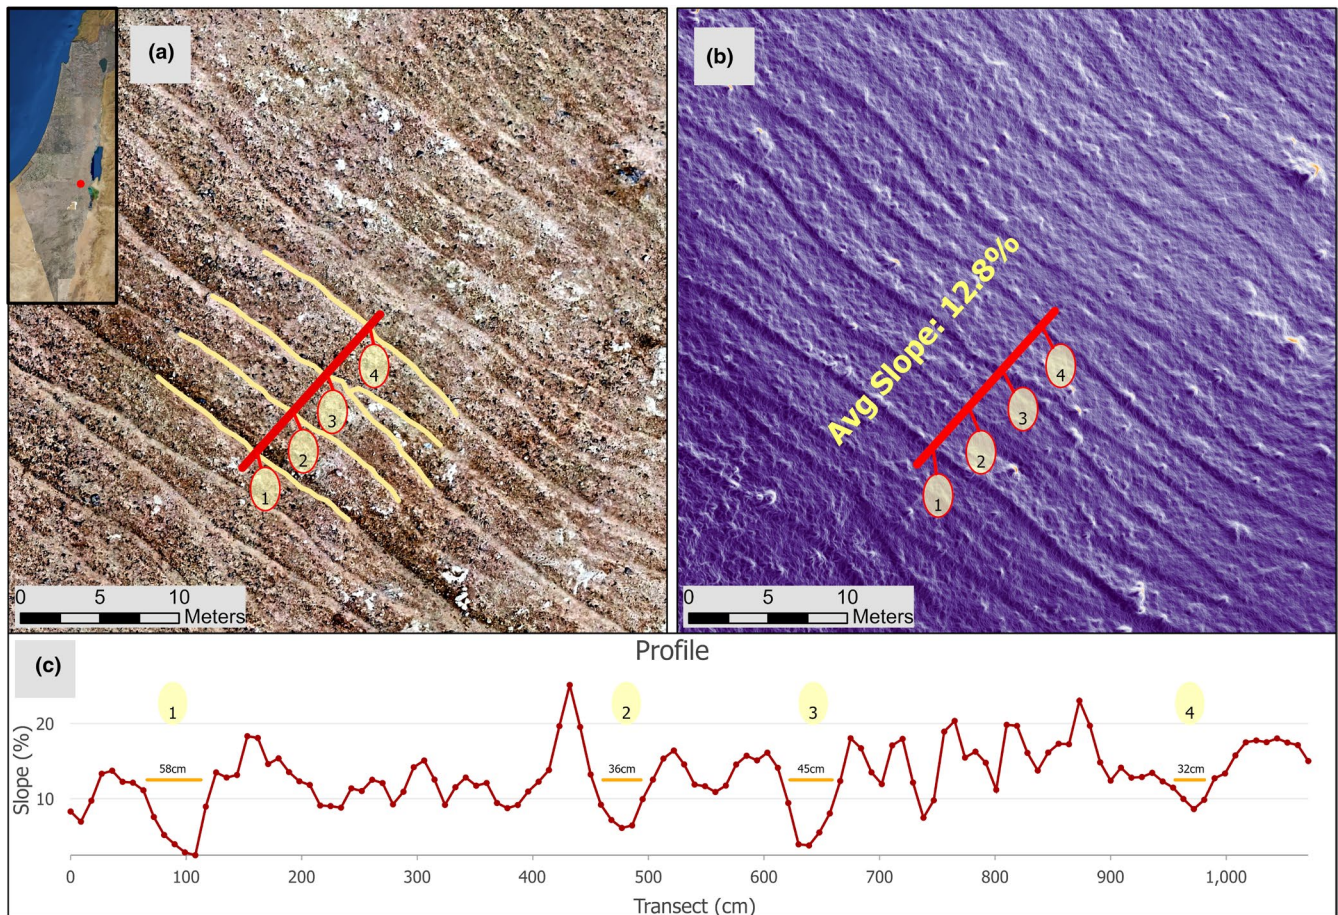 (a)
4
3
2
1
0 5 10
Meters
(b)
Avg Slope: 12.8%
4
3
2
1
0 5 10
Meters
(c)
Profile
1
2
3
4
58cm
36cm
45cm
32cm
Slope (%)
20
10
0 100 200 300 400 500 600 700 800 900 1,000
Transect (cm)